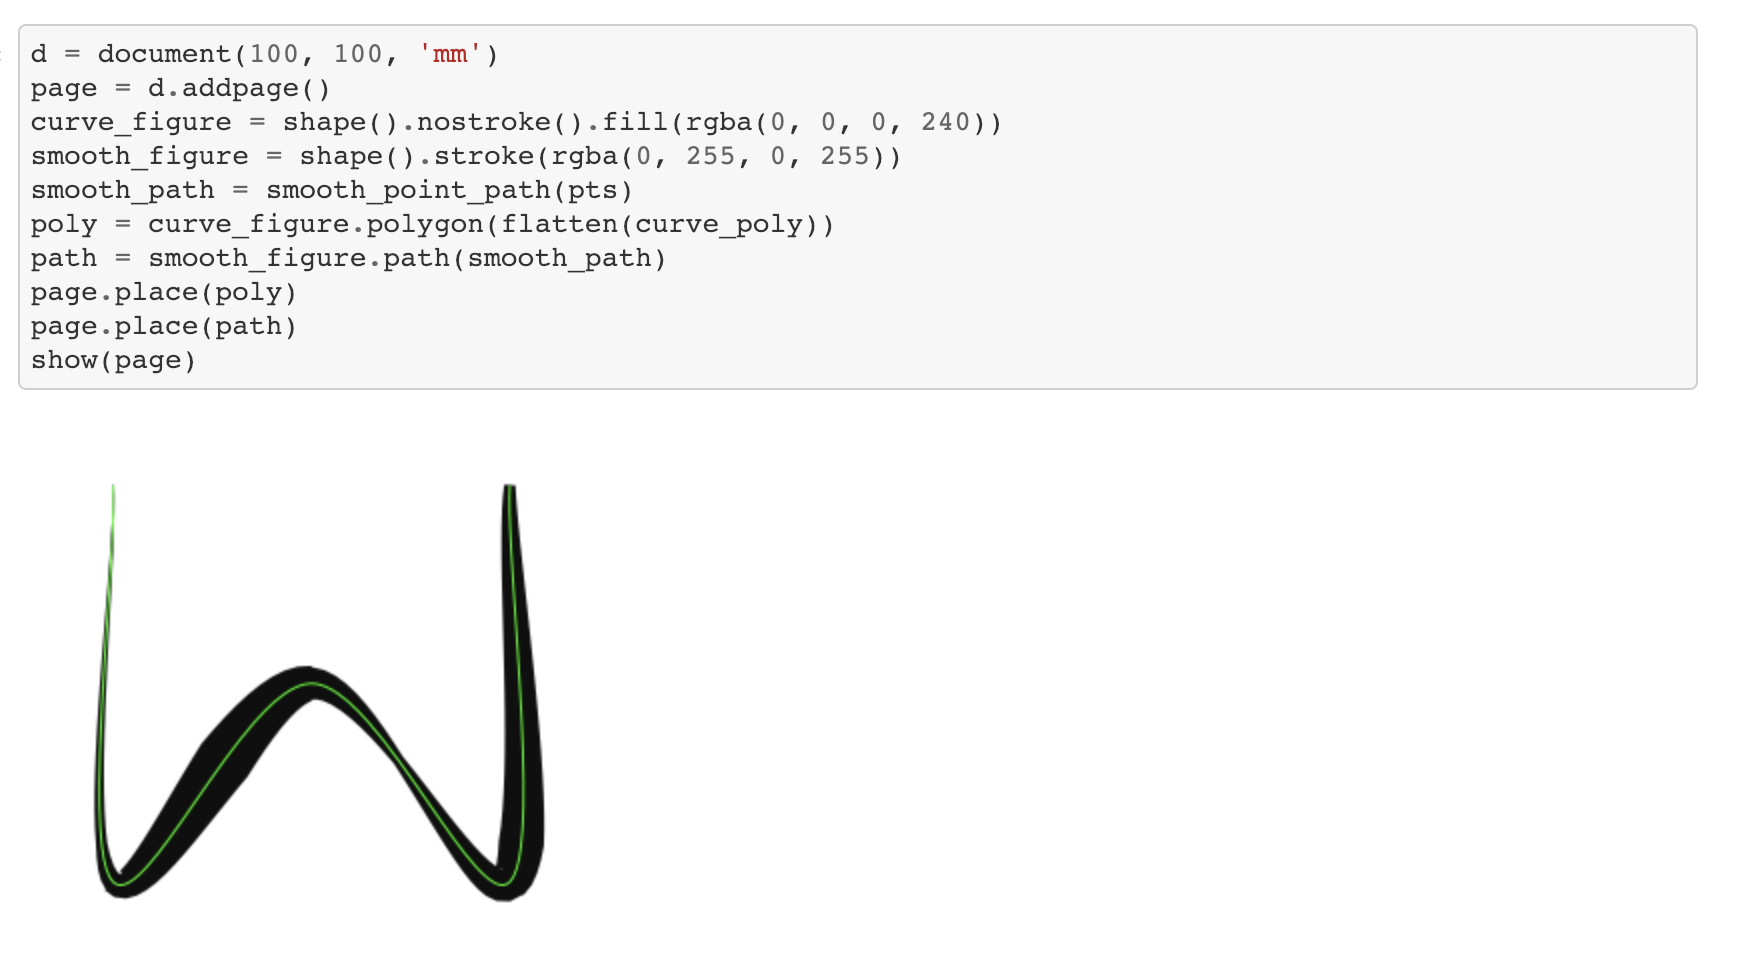 d = document(100, 100, 'mm')
page = d.addpage()
curve_figure = shape().nostroke().fill(rgba(0, 0, 0, 240))
smooth_figure = shape().stroke(rgba(0, 255, 0, 255))
smooth_path = smooth_point_path(pts)
poly = curve_figure.polygon(flatten(curve_poly))
path = smooth_figure.path(smooth_path)
page.place(poly)
page.place(path)
show(page)